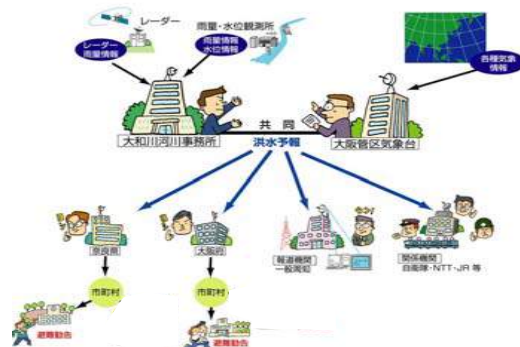 レーダー
雨量・水位観測所
レーダー
雨量情報
雨量情報
水位情報
各種気象
情報
共同
大和川河川事務所
洪水予報
大阪管区気象台
奈良県
大阪府
報道機関
一般周知
関係機関
自衛隊・NTT・JR 等
市町村
市町村
避難勧告
避難勧告